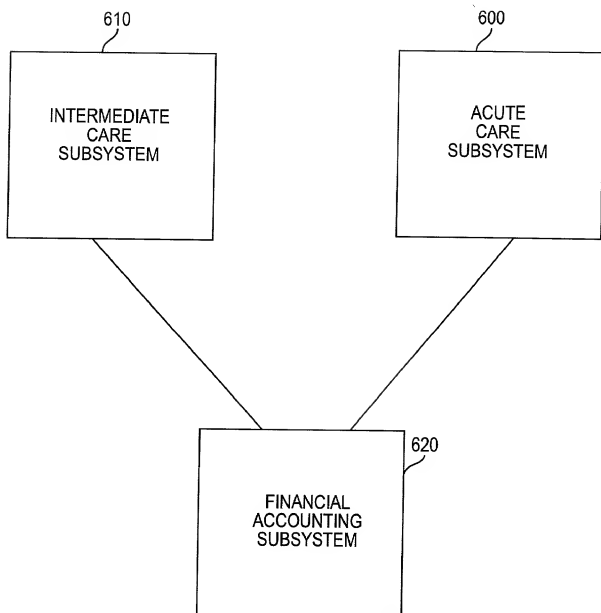 610
600
INTERMEDIATE
CARE
SUBSYSTEM
ACUTE
CARE
SUBSYSTEM
620
FINANCIAL
ACCOUNTING
SUBSYSTEM